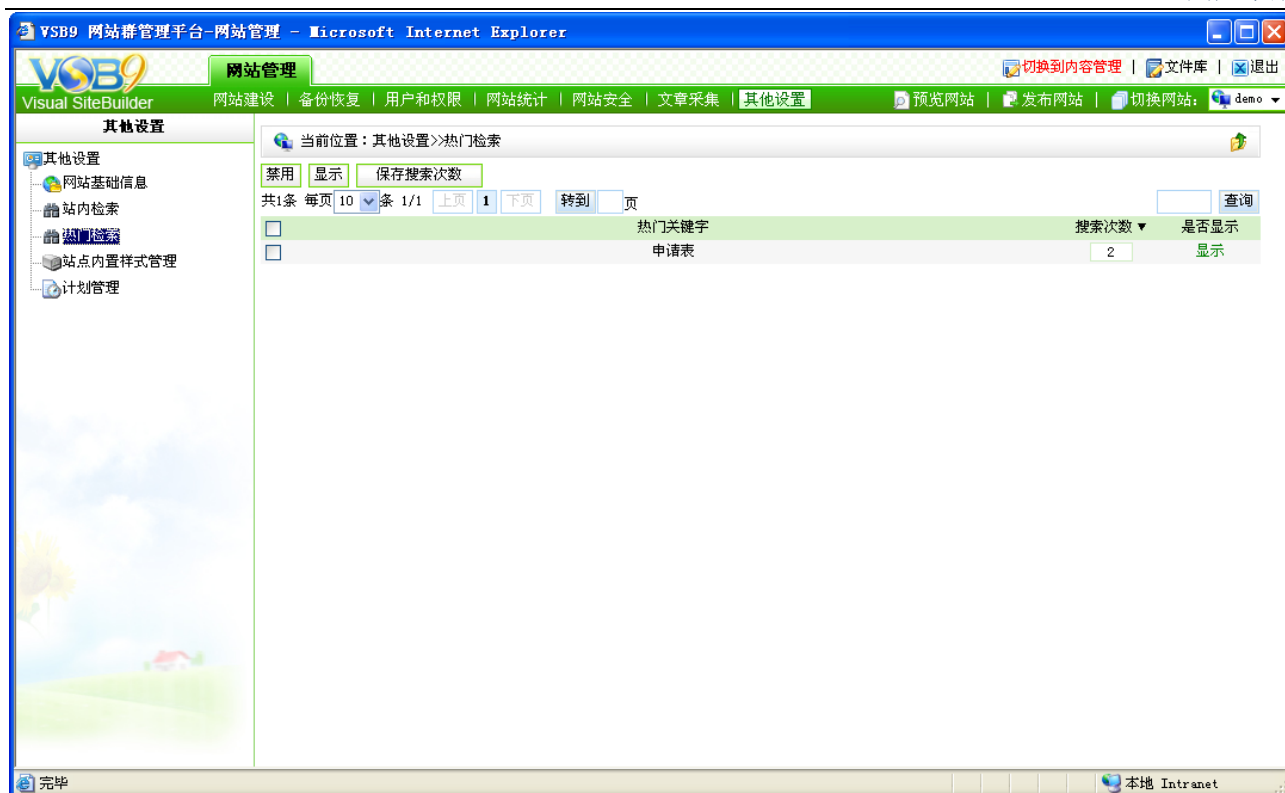 VSB9 网站群管理平台-网站管理 - Microsoft Internet Explorer
VSB9
Visual SiteBuilder
网站管理
切换到内容管理 | 文件库 | 退出
网站建设 | 备份恢复 | 用户和权限 | 网站统计 | 网站安全 | 文章采集 | 其他设置
预览网站 | 发布网站 | 切换网站: demo
其他设置
其他设置
网站基础信息
站内检索
热门检索
站点内置样式管理
计划管理
当前位置：其他设置>>热门检索
禁用 显示 保存搜索次数
共1条 每页 10 条 1/1 上页 1 下页 转到 页 查询
热门关键字 搜索次数▼ 是否显示
申请表 2 显示
完毕 本地 Intranet